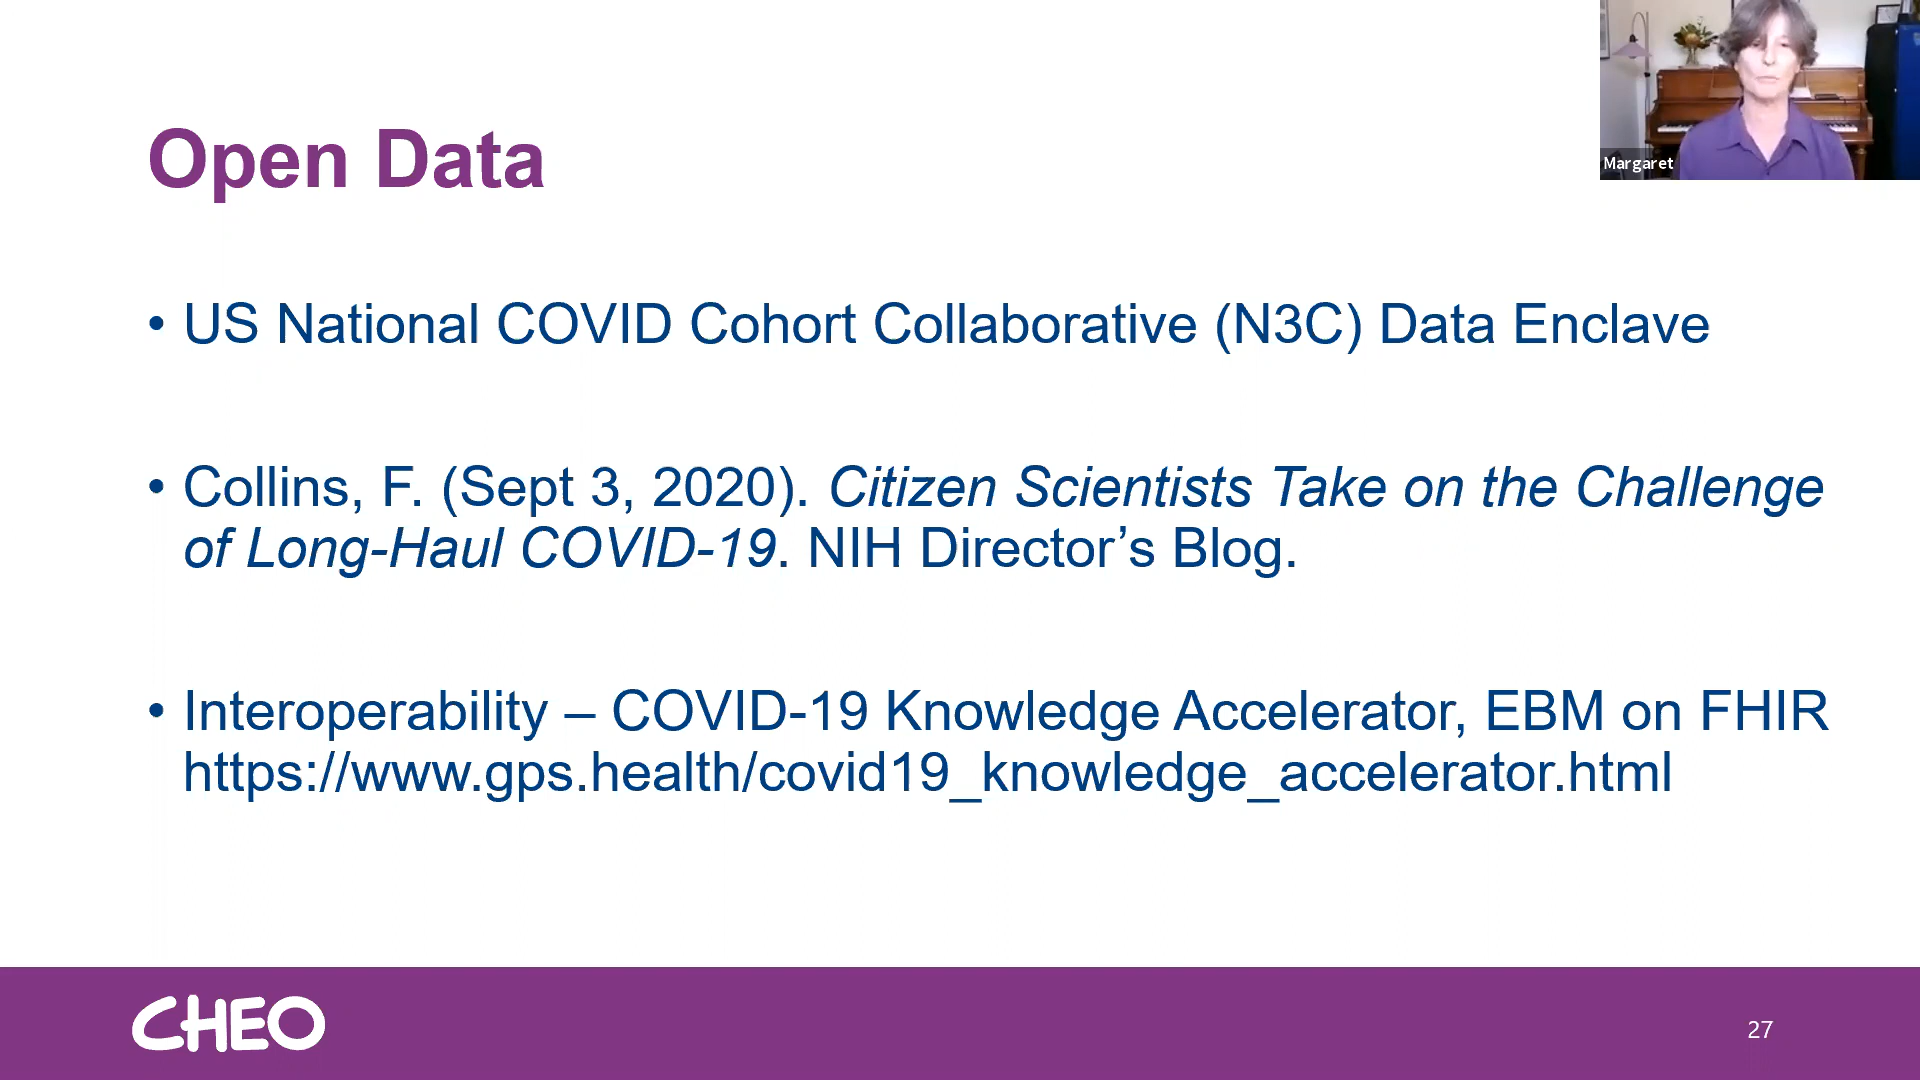 Open Data
Margaret
• US National COVID Cohort Collaborative (N3C) Data Enclave
• Collins, F. (Sept 3, 2020). Citizen Scientists Take on the Challenge
of Long-Haul COVID-19. NIH Director’s Blog.
• Interoperability – COVID-19 Knowledge Accelerator, EBM on FHIR
https://www.gps.health/covid19_knowledge_accelerator.html
CHEO
27